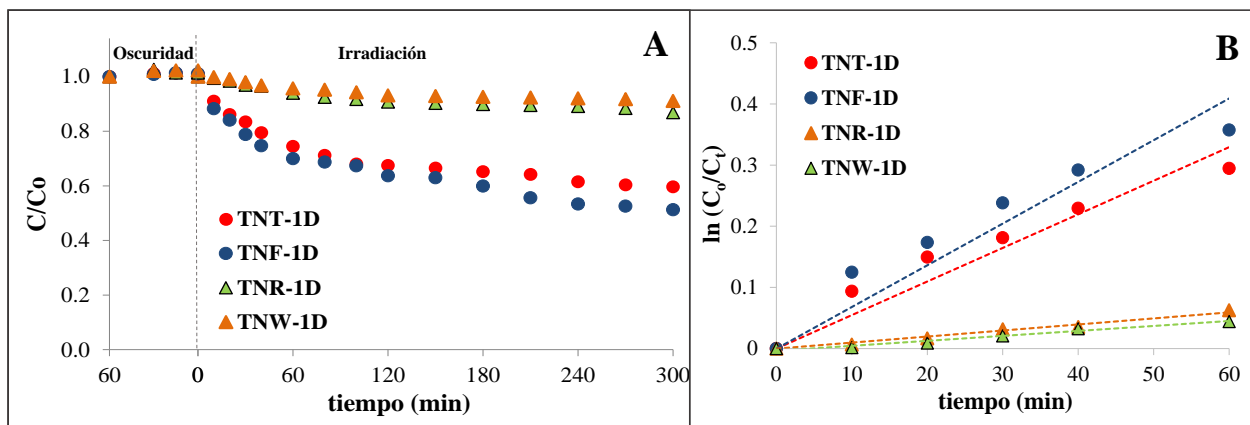 A
Oscuridad
Irradiación
1.0
0.8
0.6
0.4
0.2
0.0
C/Co
TNT-1D
TNF-1D
TNR-1D
TNW-1D
60 0 0 60 120 180 240 300
tiempo (min)
B
0.5
0.4
0.3
0.2
0.1
0
ln (Co/Ct)
TNT-1D
TNF-1D
TNR-1D
TNW-1D
0 10 20 30 40 50 60
tiempo (min)